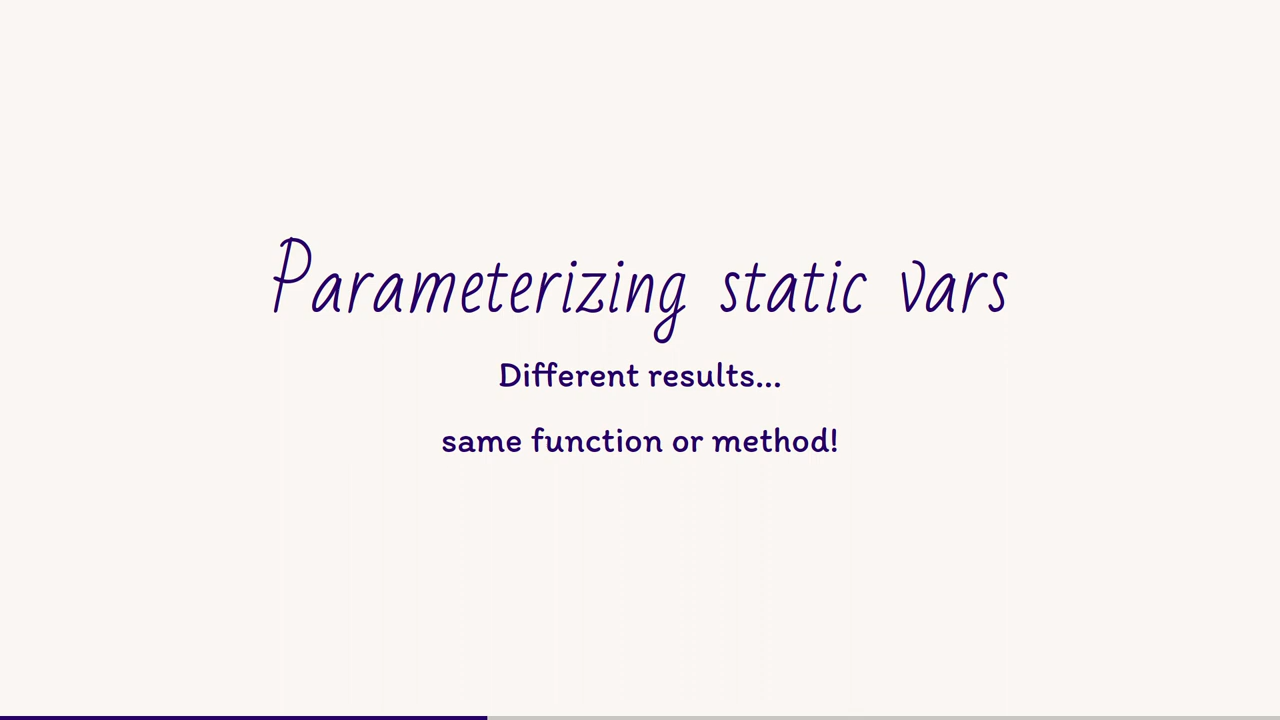 Parameterizing static vars
Different results...
same function or method!